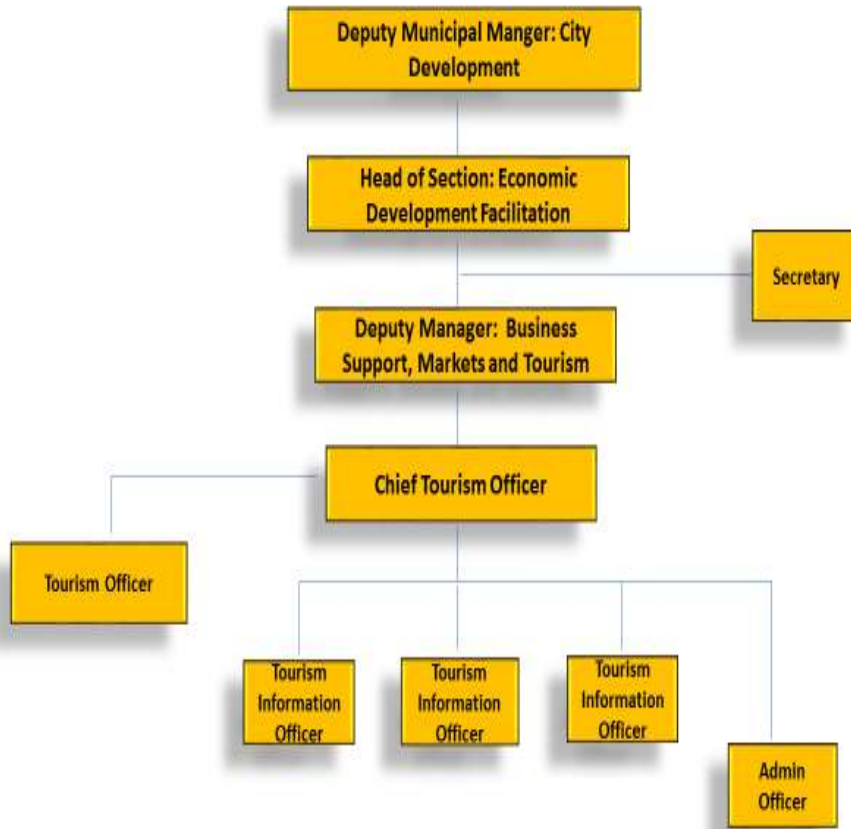 Deputy Municipal Manger: City
Development
Head of Section: Economic
Development Facilitation
Secretary
Deputy Manager: Business
Support, Markets and Tourism
Chief Tourism Officer
Tourism Officer
Tourism
Information
Officer
Tourism
Information
Officer
Tourism
Information
Officer
Admin
Officer